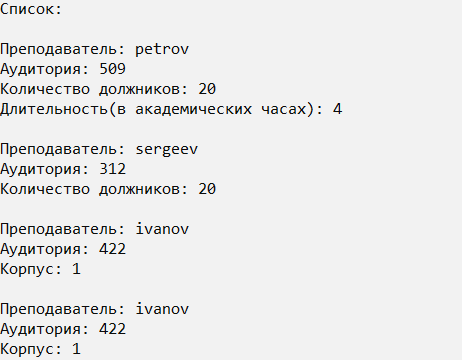 Список:
Преподаватель: petrov
Аудитория: 509
Количество должников: 20
Длительность(в академических часах): 4
Преподаватель: sergeev
Аудитория: 312
Количество должников: 20
Преподаватель: ivanov
Аудитория: 422
Корпус: 1
Преподаватель: ivanov
Аудитория: 422
Корпус: 1